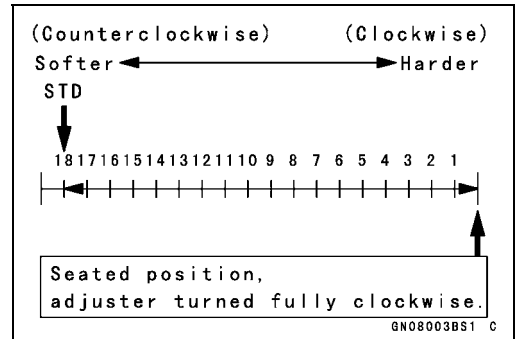 (Counterclockwise) (Clockwise)
Softer Harder
STD
18 17 16 15 14 13 12 11 10 9 8 7 6 5 4 3 2 1
Seated position,
adjuster turned fully clockwise.
GN08003BS1 C